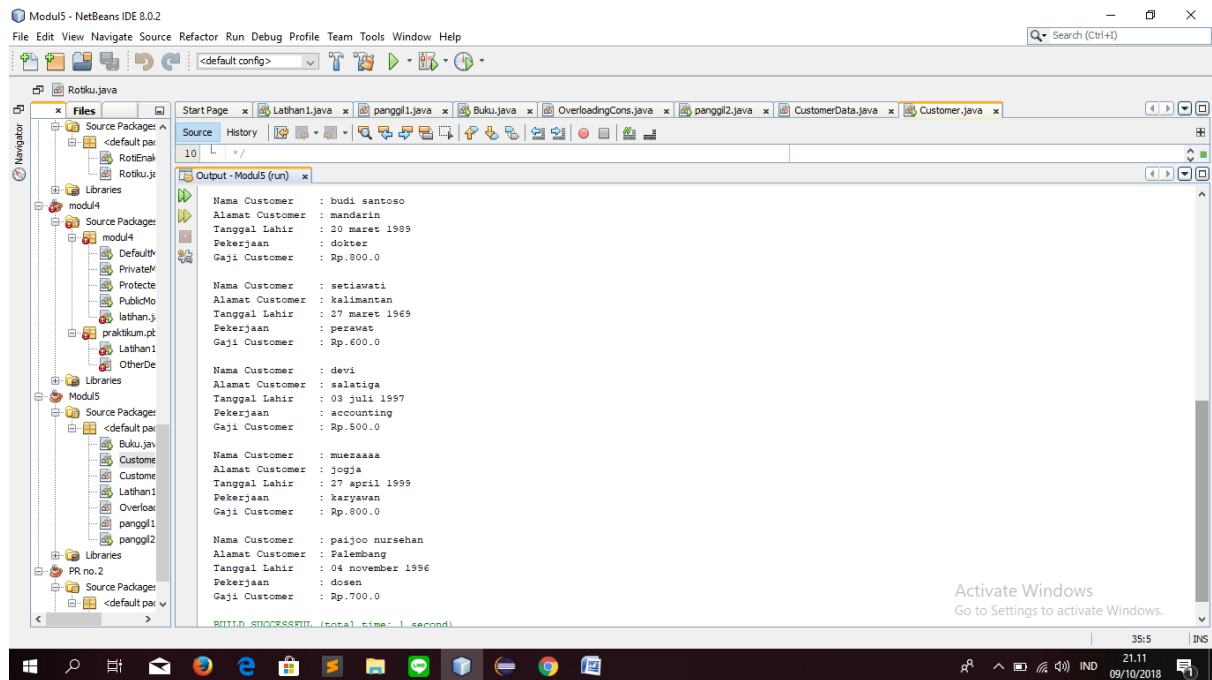 Modul5 - NetBeans IDE 8.0.2
File Edit View Navigate Source Refactor Run Debug Profile Team Tools Window Help
Search (Ctrl+I)
<default config>
Rotiku.java
Navigator
Files
Start Page Latihan1.java panggil1.java Buku.java OverloadingCons.java panggil2.java CustomerData.java Customer.java
Source History
10 */
Output - Modul5 (run)
Source Packages
<default pac
RotiEnak
Rotiku.ja
Libraries
modul4
Source Packages
modul4
DefaultM
PrivateM
Protecte
PublicMo
latihan.j
praktikum.pb
Latihan1
OtherDe
Libraries
Modul5
Source Packages
<default pac
Buku.jav
Custome
Custome
Latihan1
Overload
panggil1
panggil2
Libraries
PR no.2
Source Packages
<default pac
Nama Customer : budi santoso
Alamat Customer : mandarin
Tanggal Lahir : 20 maret 1989
Pekerjaan : dokter
Gaji Customer : Rp.800.0
Nama Customer : setiawati
Alamat Customer : kalimantan
Tanggal Lahir : 27 maret 1969
Pekerjaan : perawat
Gaji Customer : Rp.600.0
Nama Customer : devi
Alamat Customer : salatiga
Tanggal Lahir : 03 juli 1997
Pekerjaan : accounting
Gaji Customer : Rp.500.0
Nama Customer : muezaaaa
Alamat Customer : jogja
Tanggal Lahir : 27 april 1999
Pekerjaan : karyawan
Gaji Customer : Rp.800.0
Nama Customer : paijoo nursehan
Alamat Customer : Palembang
Tanggal Lahir : 04 november 1996
Pekerjaan : dosen
Gaji Customer : Rp.700.0
BUILD SUCCESSFUL (total time: 1 second)
Activate Windows
Go to Settings to activate Windows.
35:5 INS
IND
21.11
09/10/2018